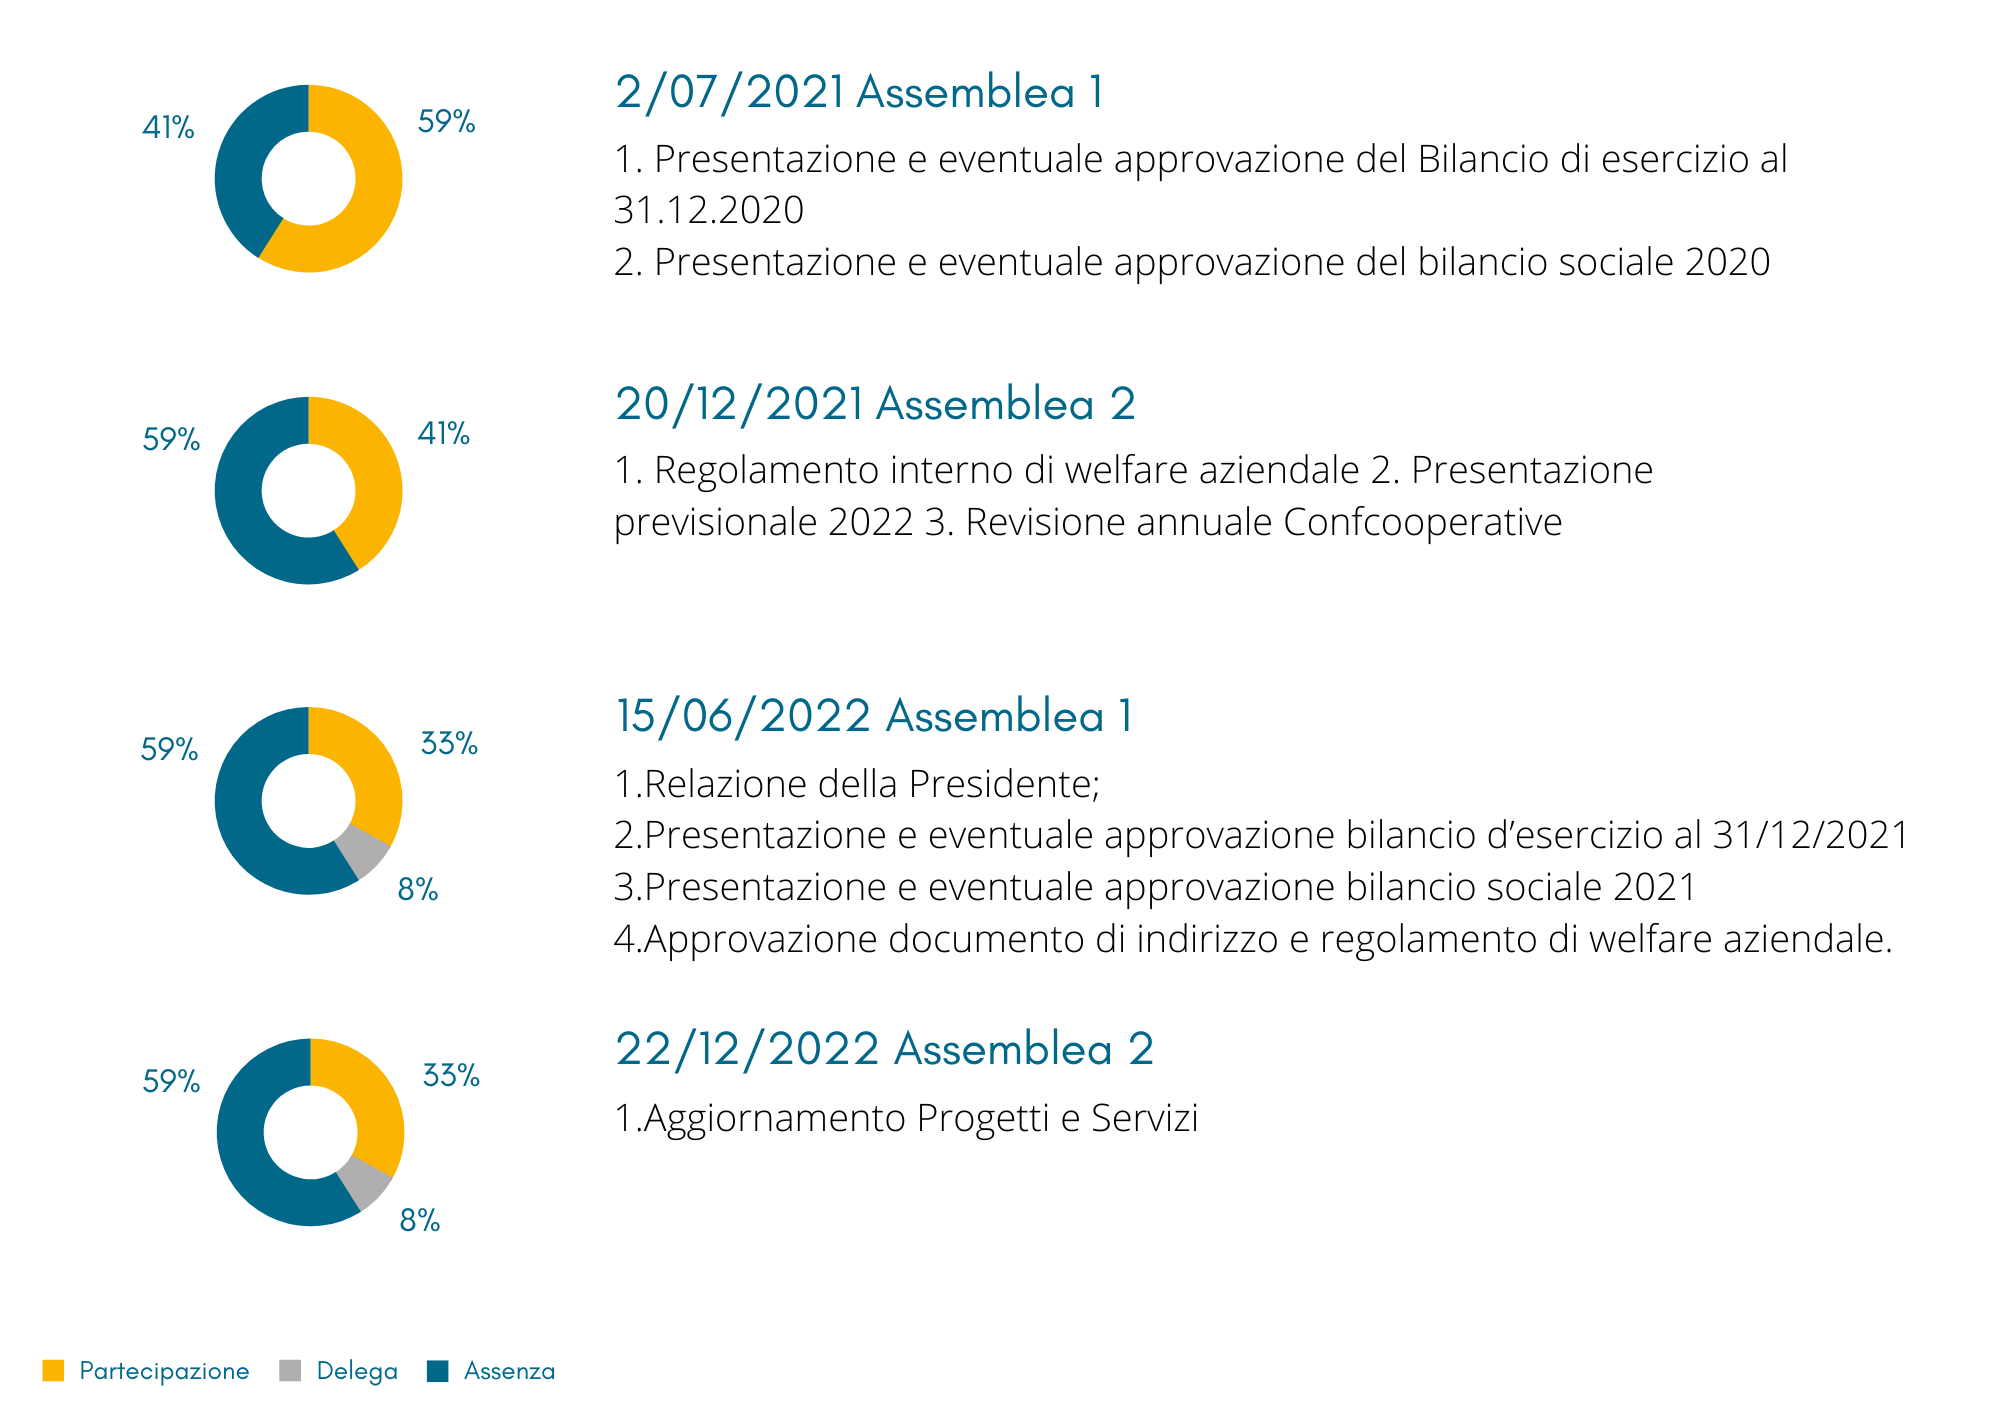 2/07/2021 Assemblea 1
41%
59%
1. Presentazione e eventuale approvazione del Bilancio di esercizio al
31.12.2020
2. Presentazione e eventuale approvazione del bilancio sociale 2020
20/12/2021 Assemblea 2
59%
41%
1. Regolamento interno di welfare aziendale 2. Presentazione
previsionale 2022 3. Revisione annuale Confcooperative
15/06/2022 Assemblea 1
59%
33%
8%
1.Relazione della Presidente;
2.Presentazione e eventuale approvazione bilancio d’esercizio al 31/12/2021
3.Presentazione e eventuale approvazione bilancio sociale 2021
4.Approvazione documento di indirizzo e regolamento di welfare aziendale.
22/12/2022 Assemblea 2
59%
33%
8%
1.Aggiornamento Progetti e Servizi
Partecipazione Delega Assenza